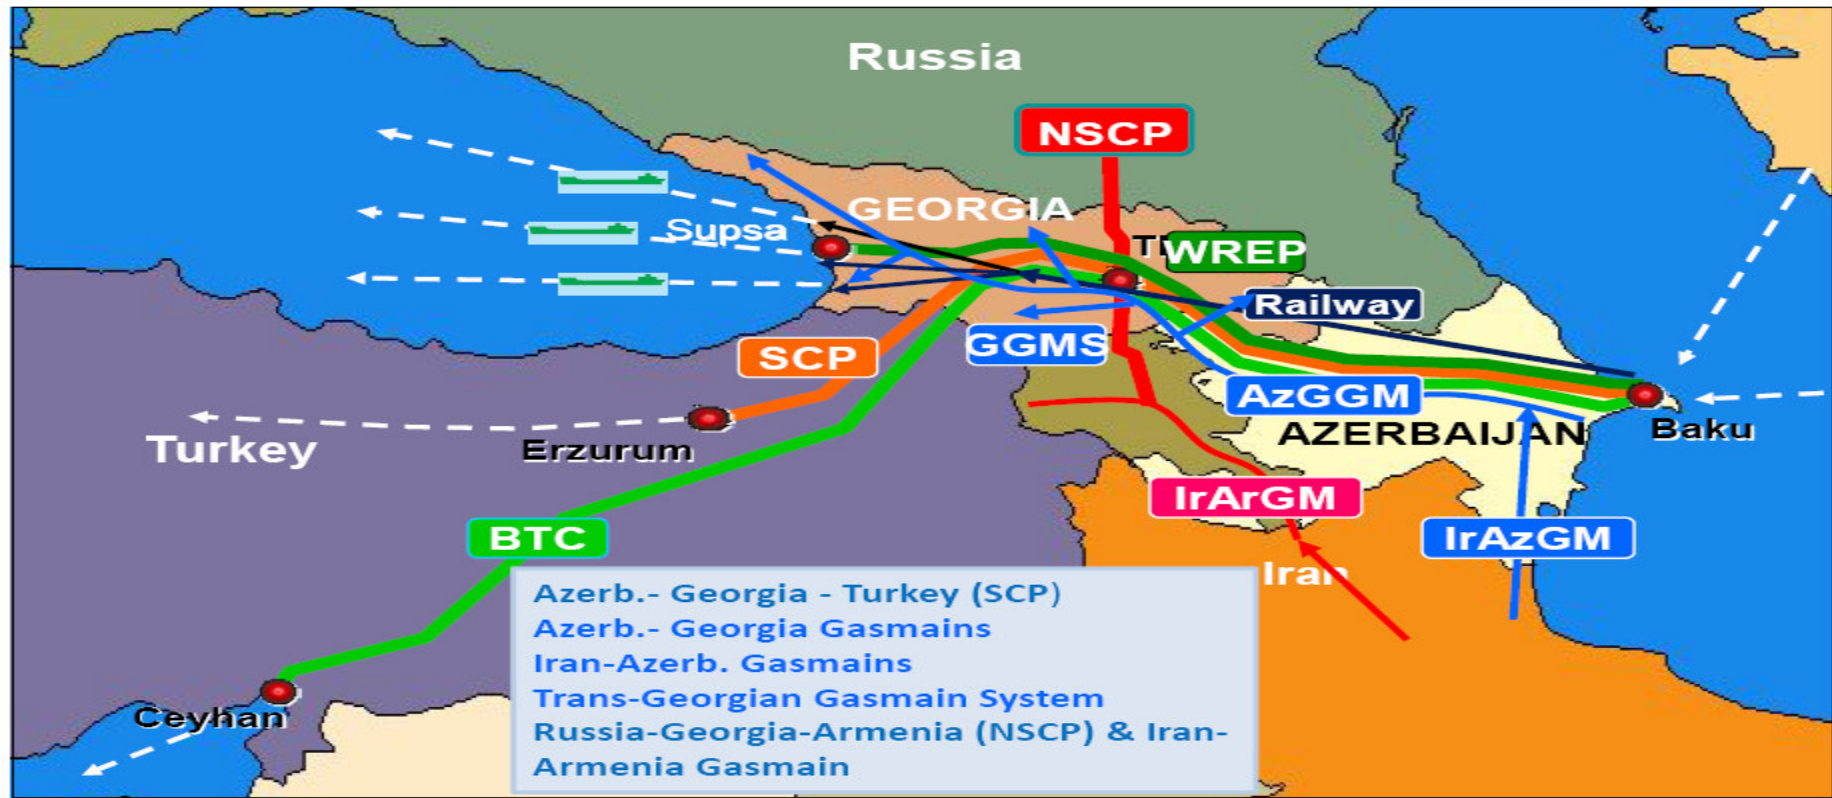 Russia
NSCP
GEORGIA
Supsa
WREP
Railway
GGMS
SCP
AzGGM
Baku
AZERBAIJAN
Turkey
Erzurum
IrArGM
BTC
IrAzGM
Iran
Azerb.- Georgia - Turkey (SCP)
Azerb.- Georgia Gasmains
Iran-Azerb. Gasmains
Trans-Georgian Gasmain System
Russia-Georgia-Armenia (NSCP) & Iran-
Armenia Gasmain
Ceyhan